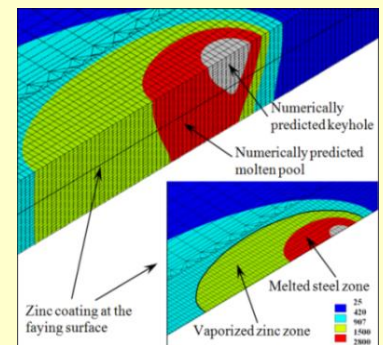 Numerically
predicted keyhole
Numerically predicted
molten pool
Zinc coating at the
faying surface
Melted steel zone
Vaporized zinc zone
25
420
907
1500
2800